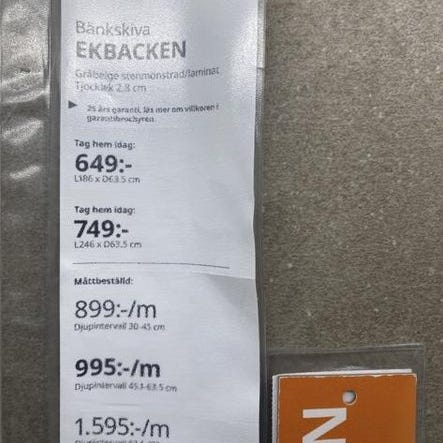 Bänkskiva
EKBACKEN
Gråbeige stenmönstrad/laminat
Tjocklek 2.8 cm
25 års garanti, läs mer om villkoren i
garantibroschyren.
Tag hem idag:
649:-
L186 x D63.5 cm
Tag hem idag:
749:-
L246 x D63.5 cm
Måttbeställd:
899:-/m
Djupintervall 30-45 cm
995:-/m
Djupintervall 45.1-63.5 cm
1.595:-/m
N